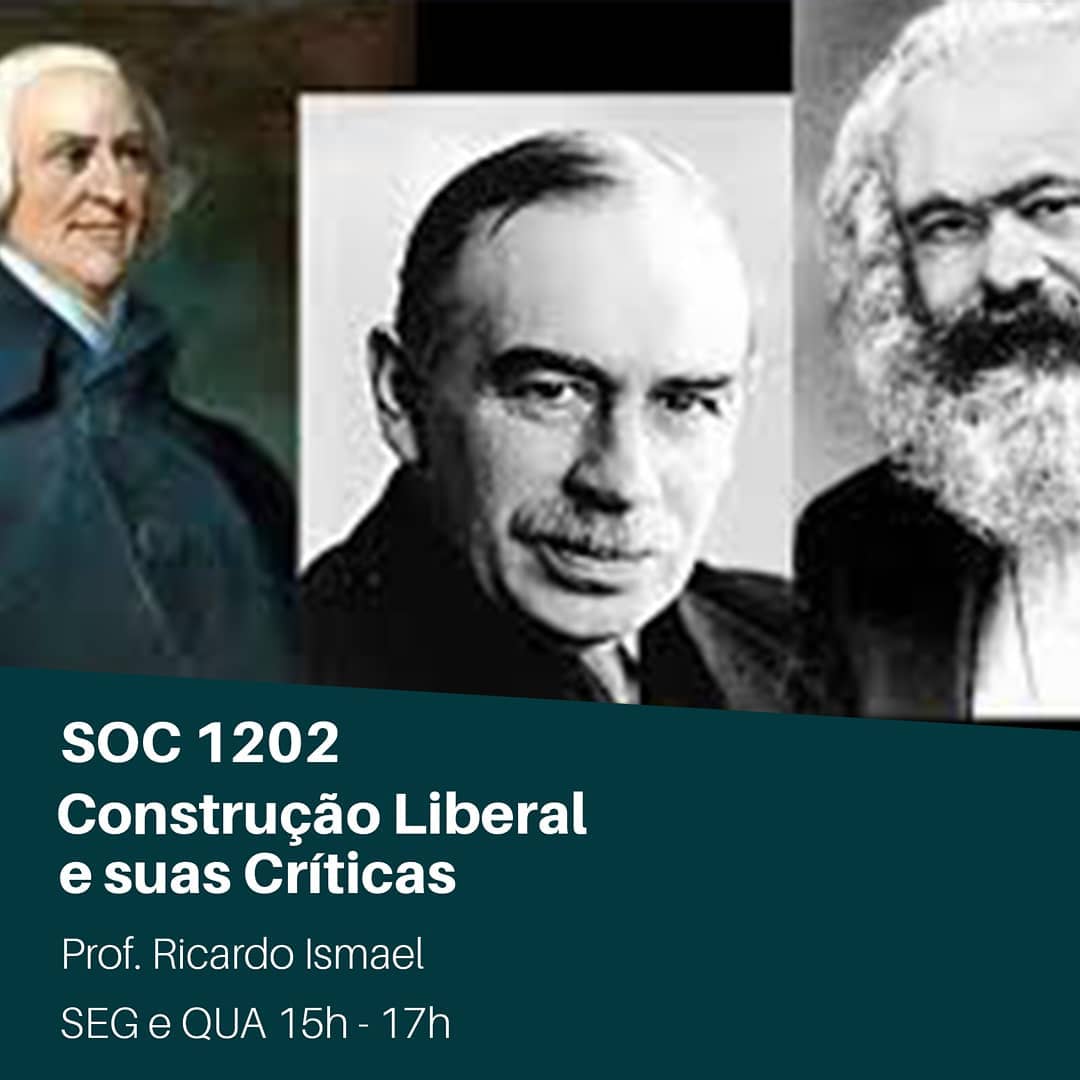 SOC 1202
Construção Liberal
e suas Críticas
Prof. Ricardo Ismael
SEG e QUA 15h - 17h